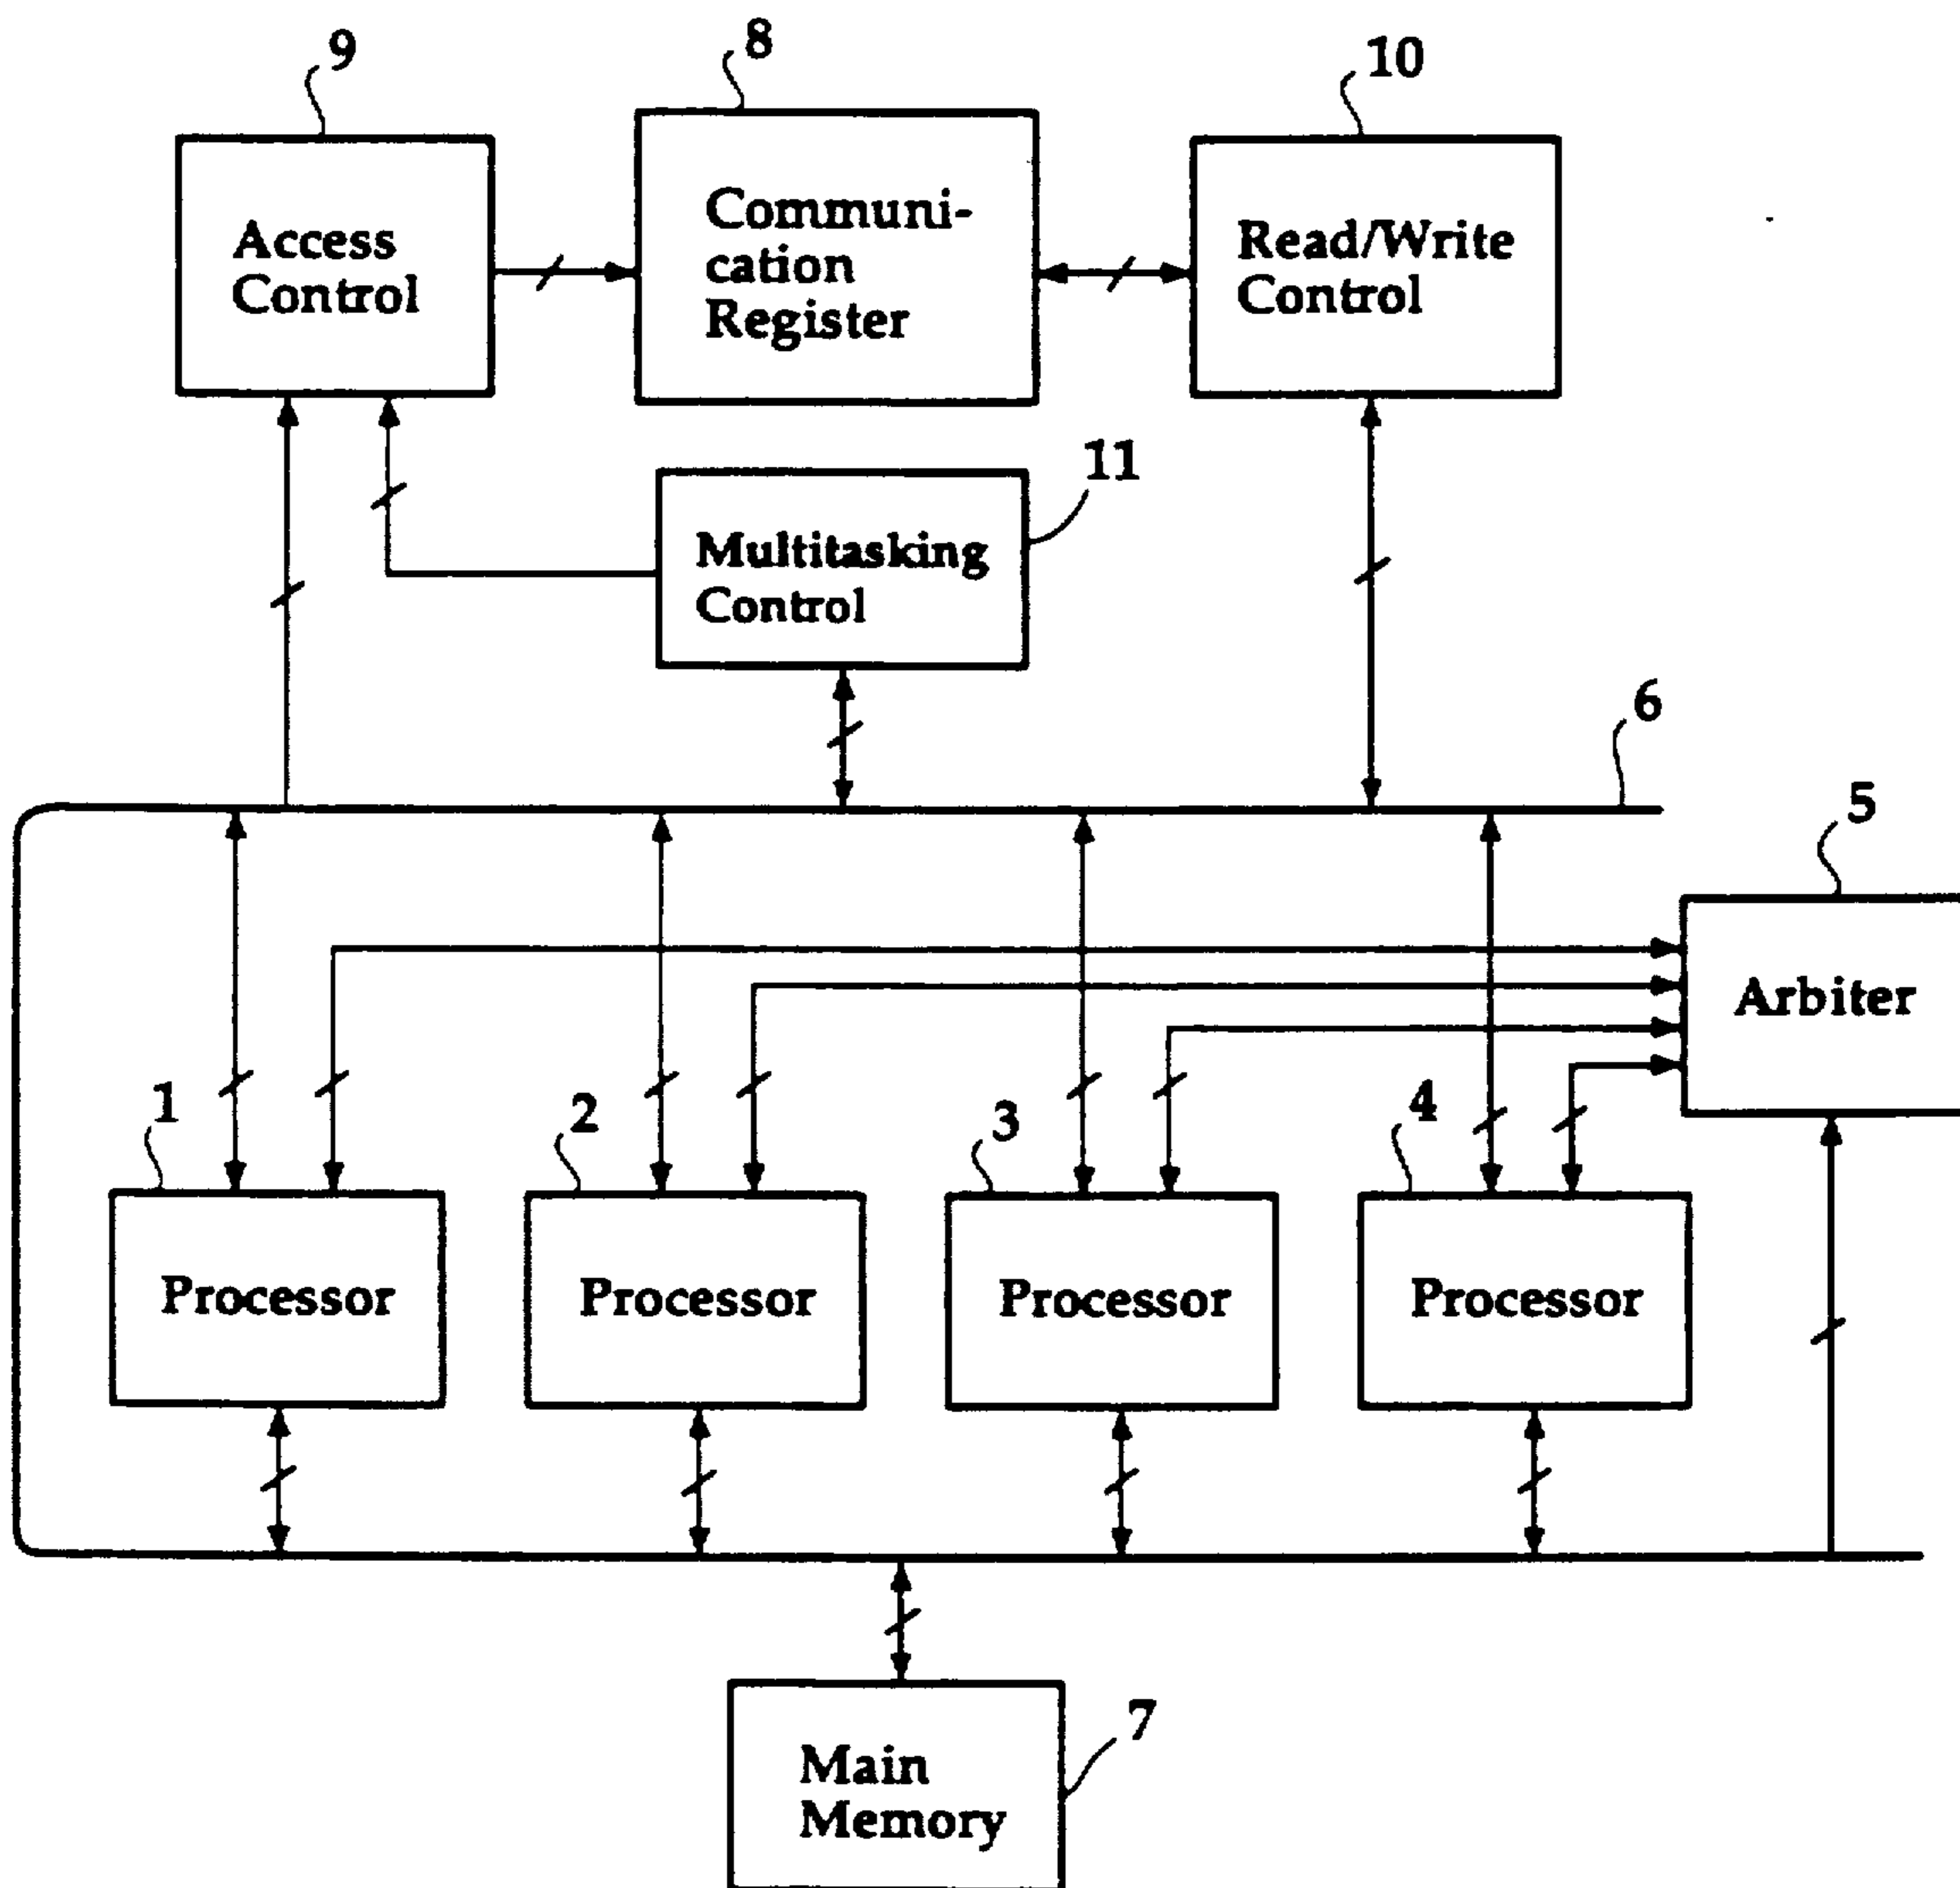 9
8
10
Access
Control
Communi-
cation
Register
Read/Write
Control
11
Multitasking
Control
6
5
Arbiter
1
2
3
4
Processor
Processor
Processor
Processor
7
Main
Memory